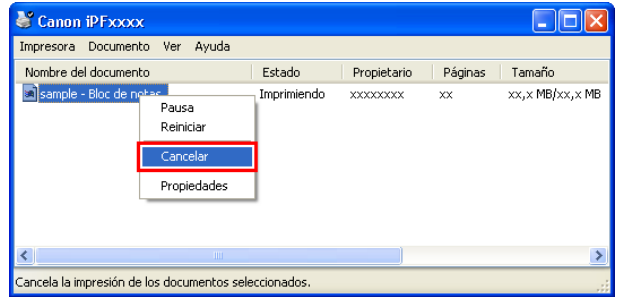 Canon iPFxxxx
Impresora Documento Ver Ayuda
Nombre del documento Estado Propietario Páginas Tamaño
sample - Bloc de notas Imprimiendo xxxxxxxx xx xx,x MB/xx,x MB
Pausa
Reiniciar
Cancelar
Propiedades
Cancela la impresión de los documentos seleccionados.